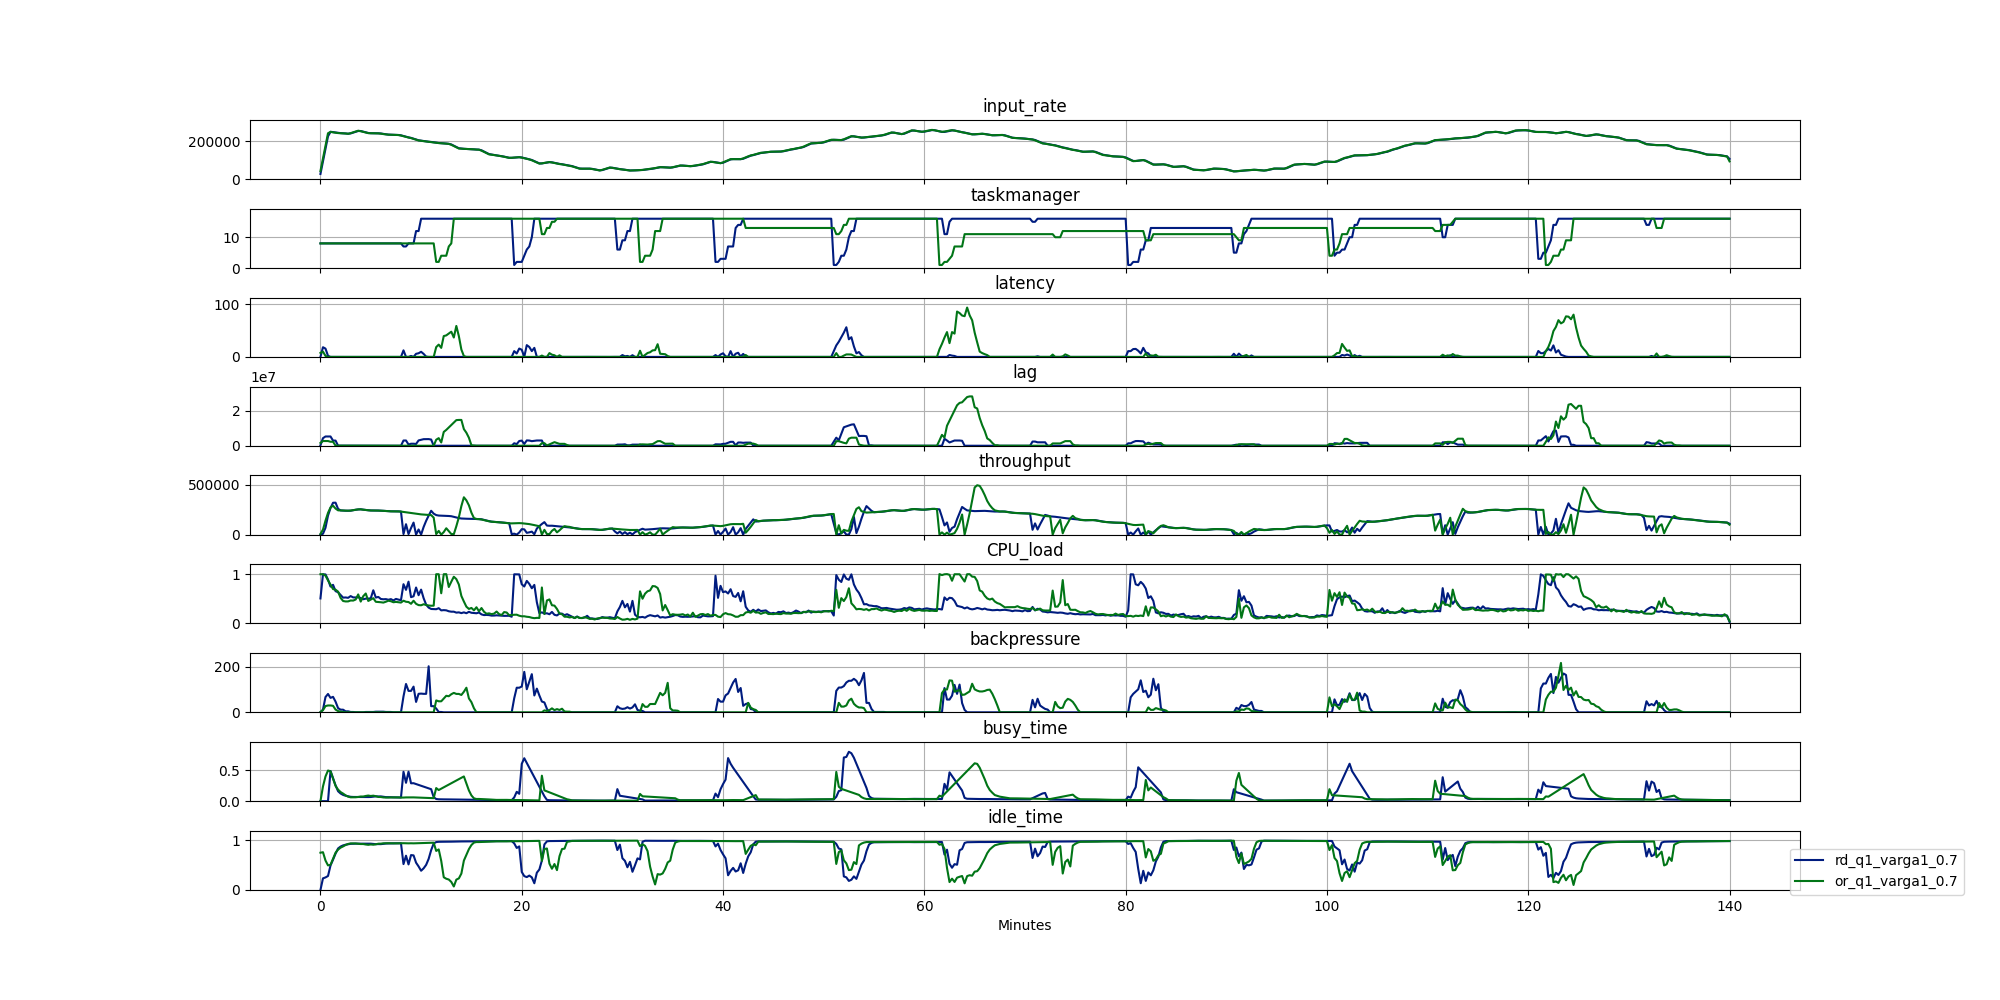 input_rate
200000
0
taskmanager
10
0
latency
100
0
1e7
lag
2
0
throughput
500000
0
CPU_load
1
0
backpressure
200
0
busy_time
0.5
0.0
idle_time
1
0
0 20 40 60 80 100 120 140
Minutes
rd_q1_varga1_0.7
or_q1_varga1_0.7